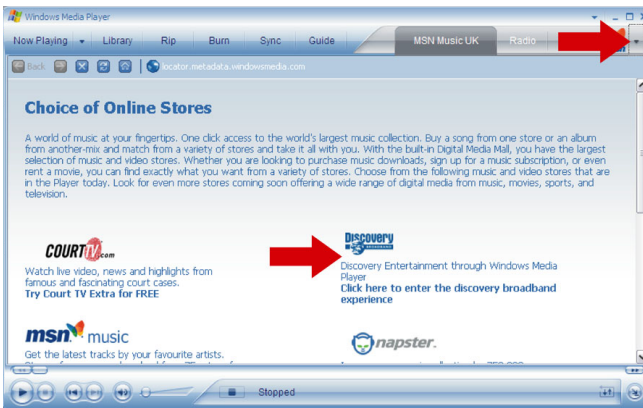 Windows Media Player
Now Playing Library Rip Burn Sync Guide MSN Music UK Radio
Back locator.metadata.windowsmedia.com
Choice of Online Stores
A world of music at your fingertips. One click access to the world's largest music collection. Buy a song from one store or an album
from another-mix and match from a variety of stores and take it all with you. With the built-in Digital Media Mall, you have the largest
selection of music and video stores. Whether you are looking to purchase music downloads, sign up for a music subscription, or even
rent a movie, you can find exactly what you want from a variety of stores. Choose from the following music and video stores that are
in the Player today. Look for even more stores coming soon offering a wide range of digital media from music, movies, sports, and
television.
COURT TV.com
Watch live video, news and highlights from
famous and fascinating court cases.
Try Court TV Extra for FREE
Discovery
BROADBAND
Discovery Entertainment through Windows Media
Player
Click here to enter the discovery broadband
experience
msn music
Get the latest tracks by your favourite artists.
napster.
Stopped